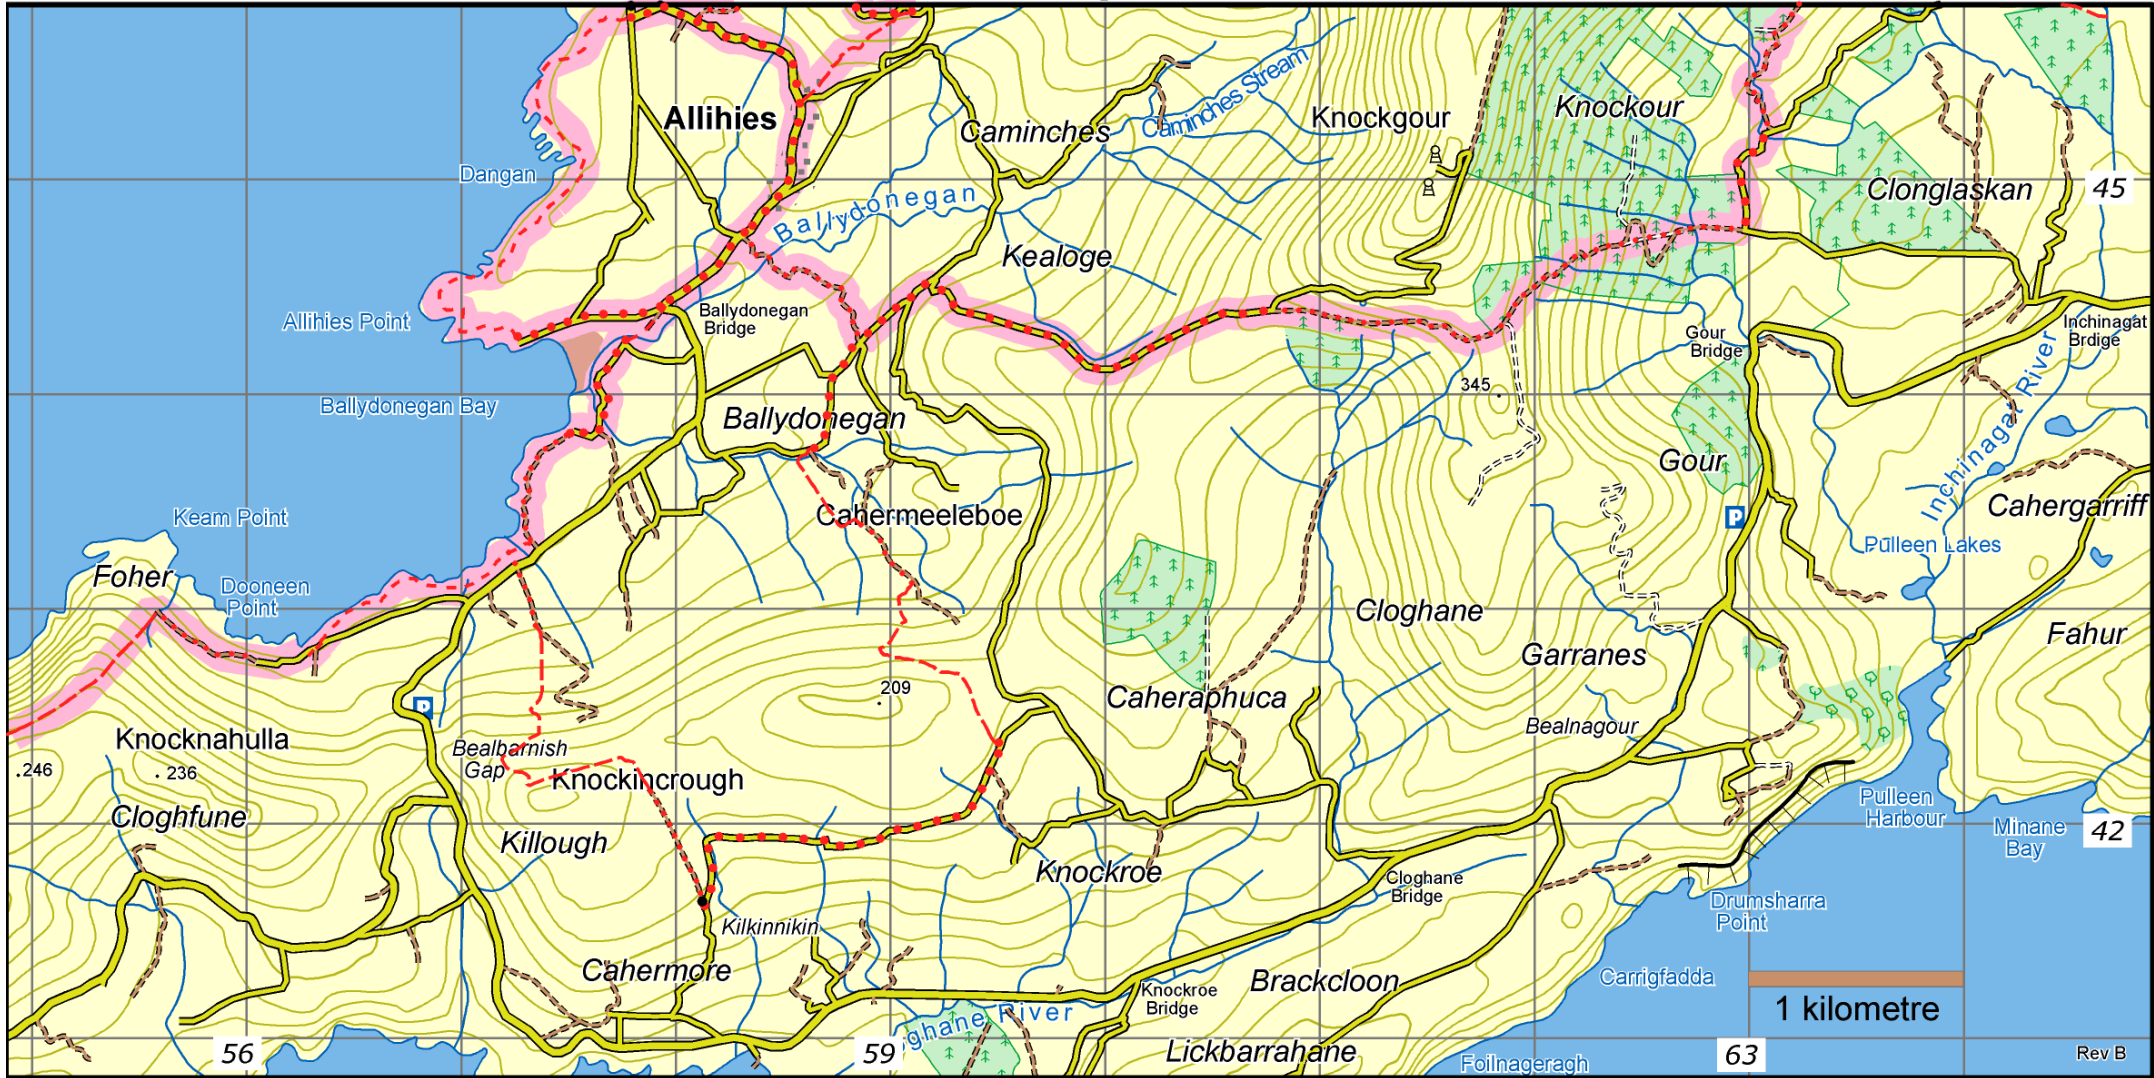 Allihies
Caminches
Caminches Stream
Knockgour
Knockour
Dangan
Ballydonegan
Clonglaskan
45
Kealoge
Allihies Point
Ballydonegan
Bridge
Gour
Bridge
Inchinagat
Brdige
345
Ballydonegan Bay
Ballydonegan
Inchinagat River
Gour
Keam Point
Cahermeeleboe
P
Cahergarriff
Pulleen Lakes
Foher
Dooneen
Point
Cloghane
Garranes
Fahur
209
Caheraphuca
P
Bealnagour
Knocknahulla
Bealbarnish
Gap
246
236
Knockincrough
Cloghfune
Pulleen
Harbour
Minane
Bay
42
Killough
Knockroe
Cloghane
Bridge
Drumsharra
Point
Kilkinnikin
Cahermore
Brackcloon
Carrigfadda
Knockroe
Bridge
1 kilometre
ghane River
56
59
Lickbarrahane
Foilnageragh
63
Rev B